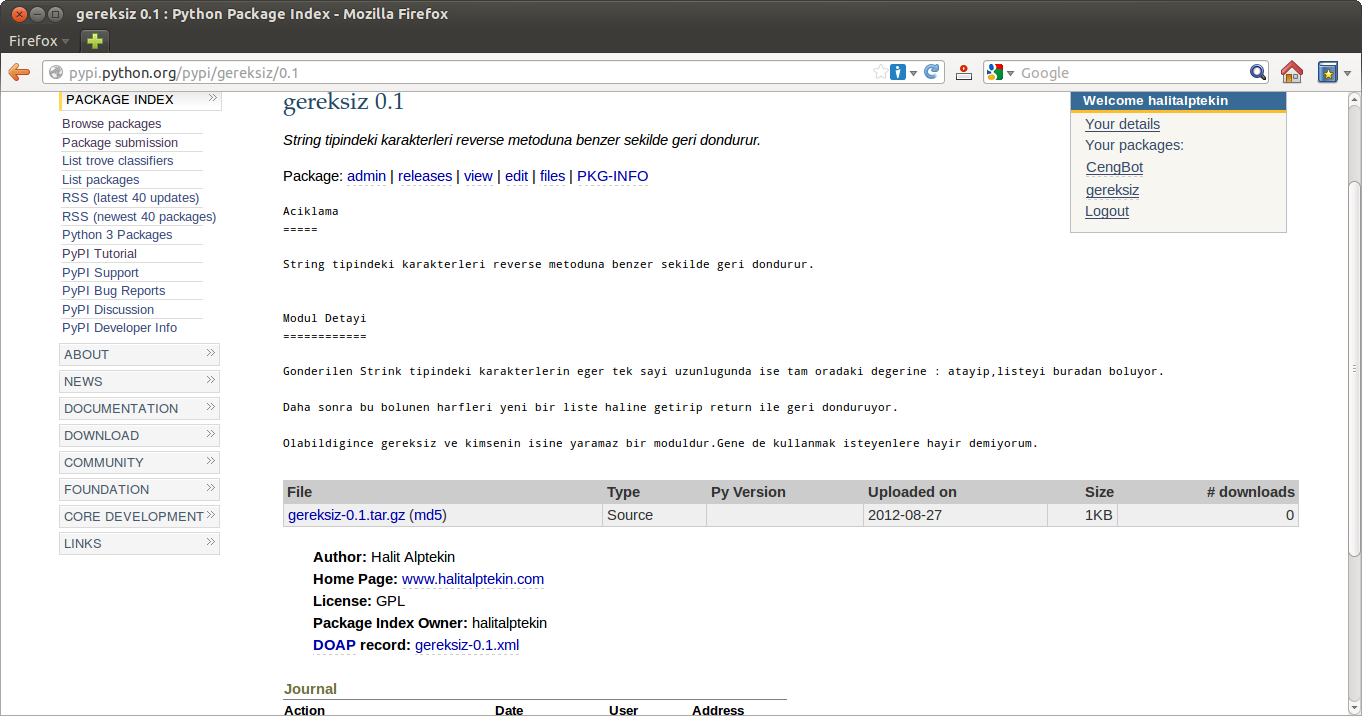 gereksiz 0.1 : Python Package Index - Mozilla Firefox
Firefox
pypi.python.org/pypi/gereksiz/0.1
Google
PACKAGE INDEX
Browse packages
Package submission
List trove classifiers
List packages
RSS (latest 40 updates)
RSS (newest 40 packages)
Python 3 Packages
PyPI Tutorial
PyPI Support
PyPI Bug Reports
PyPI Discussion
PyPI Developer Info
ABOUT
NEWS
DOCUMENTATION
DOWNLOAD
COMMUNITY
FOUNDATION
CORE DEVELOPMENT
LINKS
gereksiz 0.1
String tipindeki karakterleri reverse metoduna benzer sekilde geri dondurur.
Package: admin | releases | view | edit | files | PKG-INFO
Aciklama
=====
String tipindeki karakterleri reverse metoduna benzer sekilde geri dondurur.
Modul Detayi
============
Gonderilen Strink tipindeki karakterlerin eger tek sayi uzunlugunda ise tam oradaki degerine : atayip,listeyi buradan boluyor.
Daha sonra bu bolunen harfleri yeni bir liste haline getirip return ile geri donduruyor.
Olabildigince gereksiz ve kimsenin isine yaramaz bir moduldur.Gene de kullanmak isteyenlere hayir demiyorum.
File Type Py Version Uploaded on Size # downloads
gereksiz-0.1.tar.gz (md5) Source 2012-08-27 1KB 0
Author: Halit Alptekin
Home Page: www.halitalptekin.com
License: GPL
Package Index Owner: halitalptekin
DOAP record: gereksiz-0.1.xml
Journal
Action Date User Address
Welcome halitalptekin
Your details
Your packages:
CengBot
gereksiz
Logout